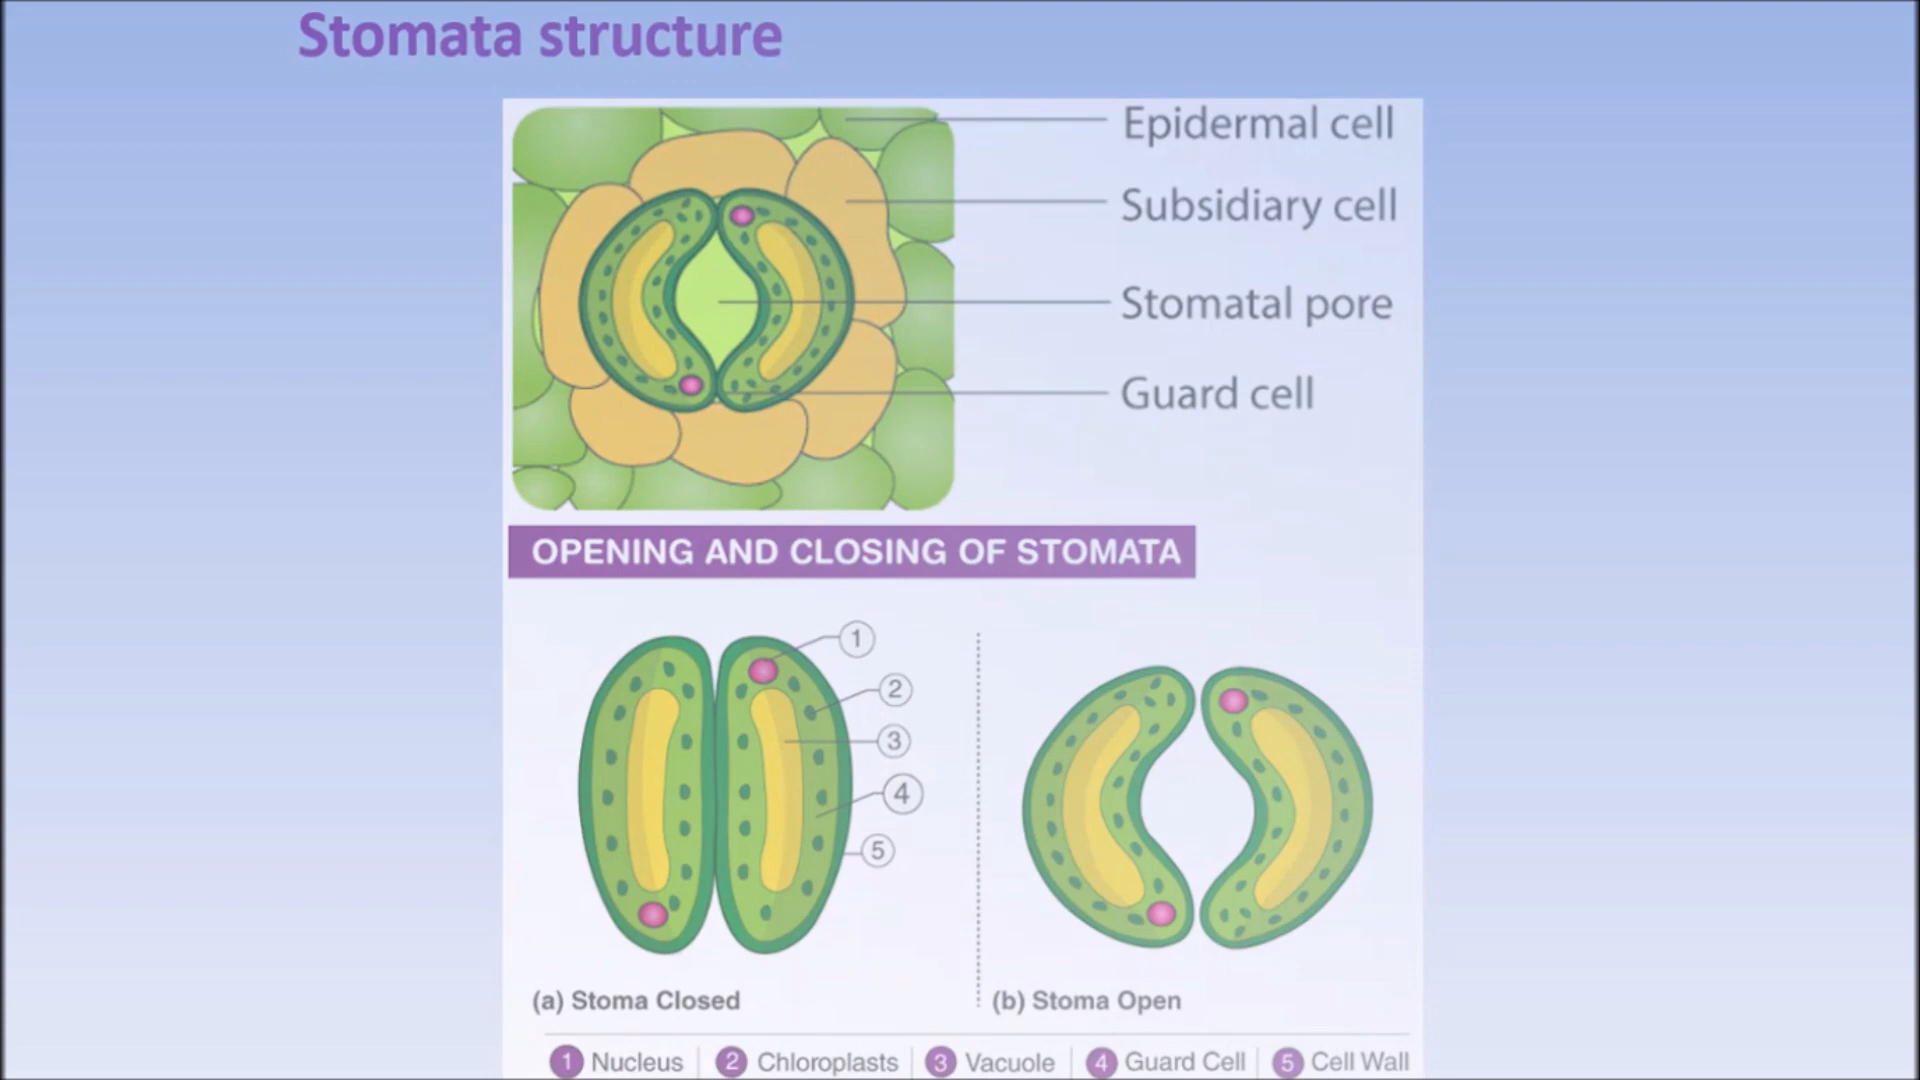 Stomata structure
Epidermal cell
Subsidiary cell
Stomatal pore
Guard cell
OPENING AND CLOSING OF STOMATA
1
2
3
4
5
(a) Stoma Closed
(b) Stoma Open
1 Nucleus 2 Chloroplasts 3 Vacuole 4 Guard Cell 5 Cell Wall